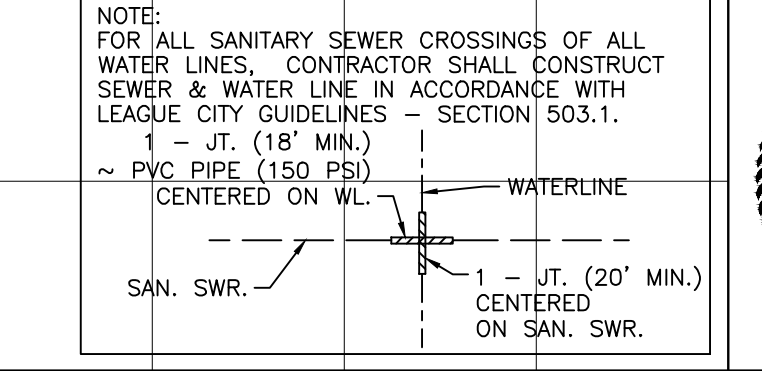 NOTE:
FOR ALL SANITARY SEWER CROSSINGS OF ALL
WATER LINES, CONTRACTOR SHALL CONSTRUCT
SEWER & WATER LINE IN ACCORDANCE WITH
LEAGUE CITY GUIDELINES – SECTION 503.1.
1 – JT. (18' MIN.)
~ PVC PIPE (150 PSI)
CENTERED ON WL.
WATERLINE
SAN. SWR.
1 – JT. (20' MIN.)
CENTERED
ON SAN. SWR.